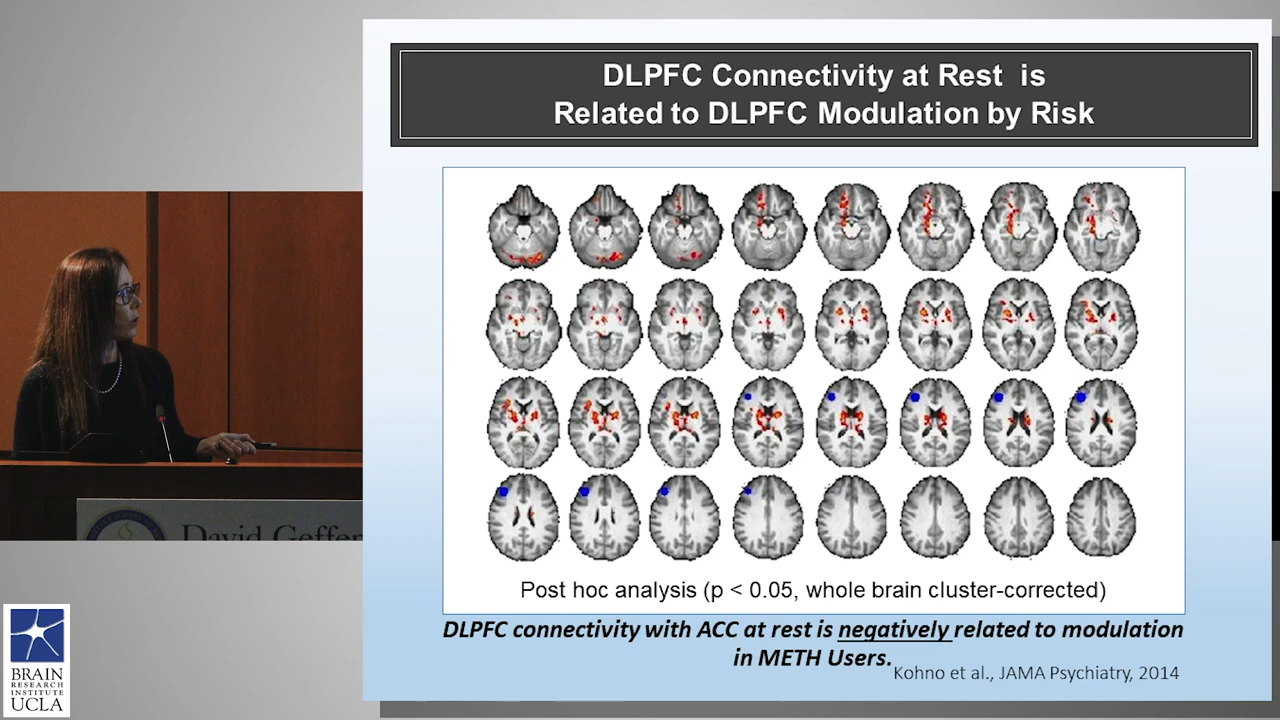 DLPFC Connectivity at Rest is
Related to DLPFC Modulation by Risk
Post hoc analysis (p < 0.05, whole brain cluster-corrected)
DLPFC connectivity with ACC at rest is negatively related to modulation
in METH Users.
Kohno et al., JAMA Psychiatry, 2014
David Geffen
BRAIN
RESEARCH
INSTITUTE
UCLA